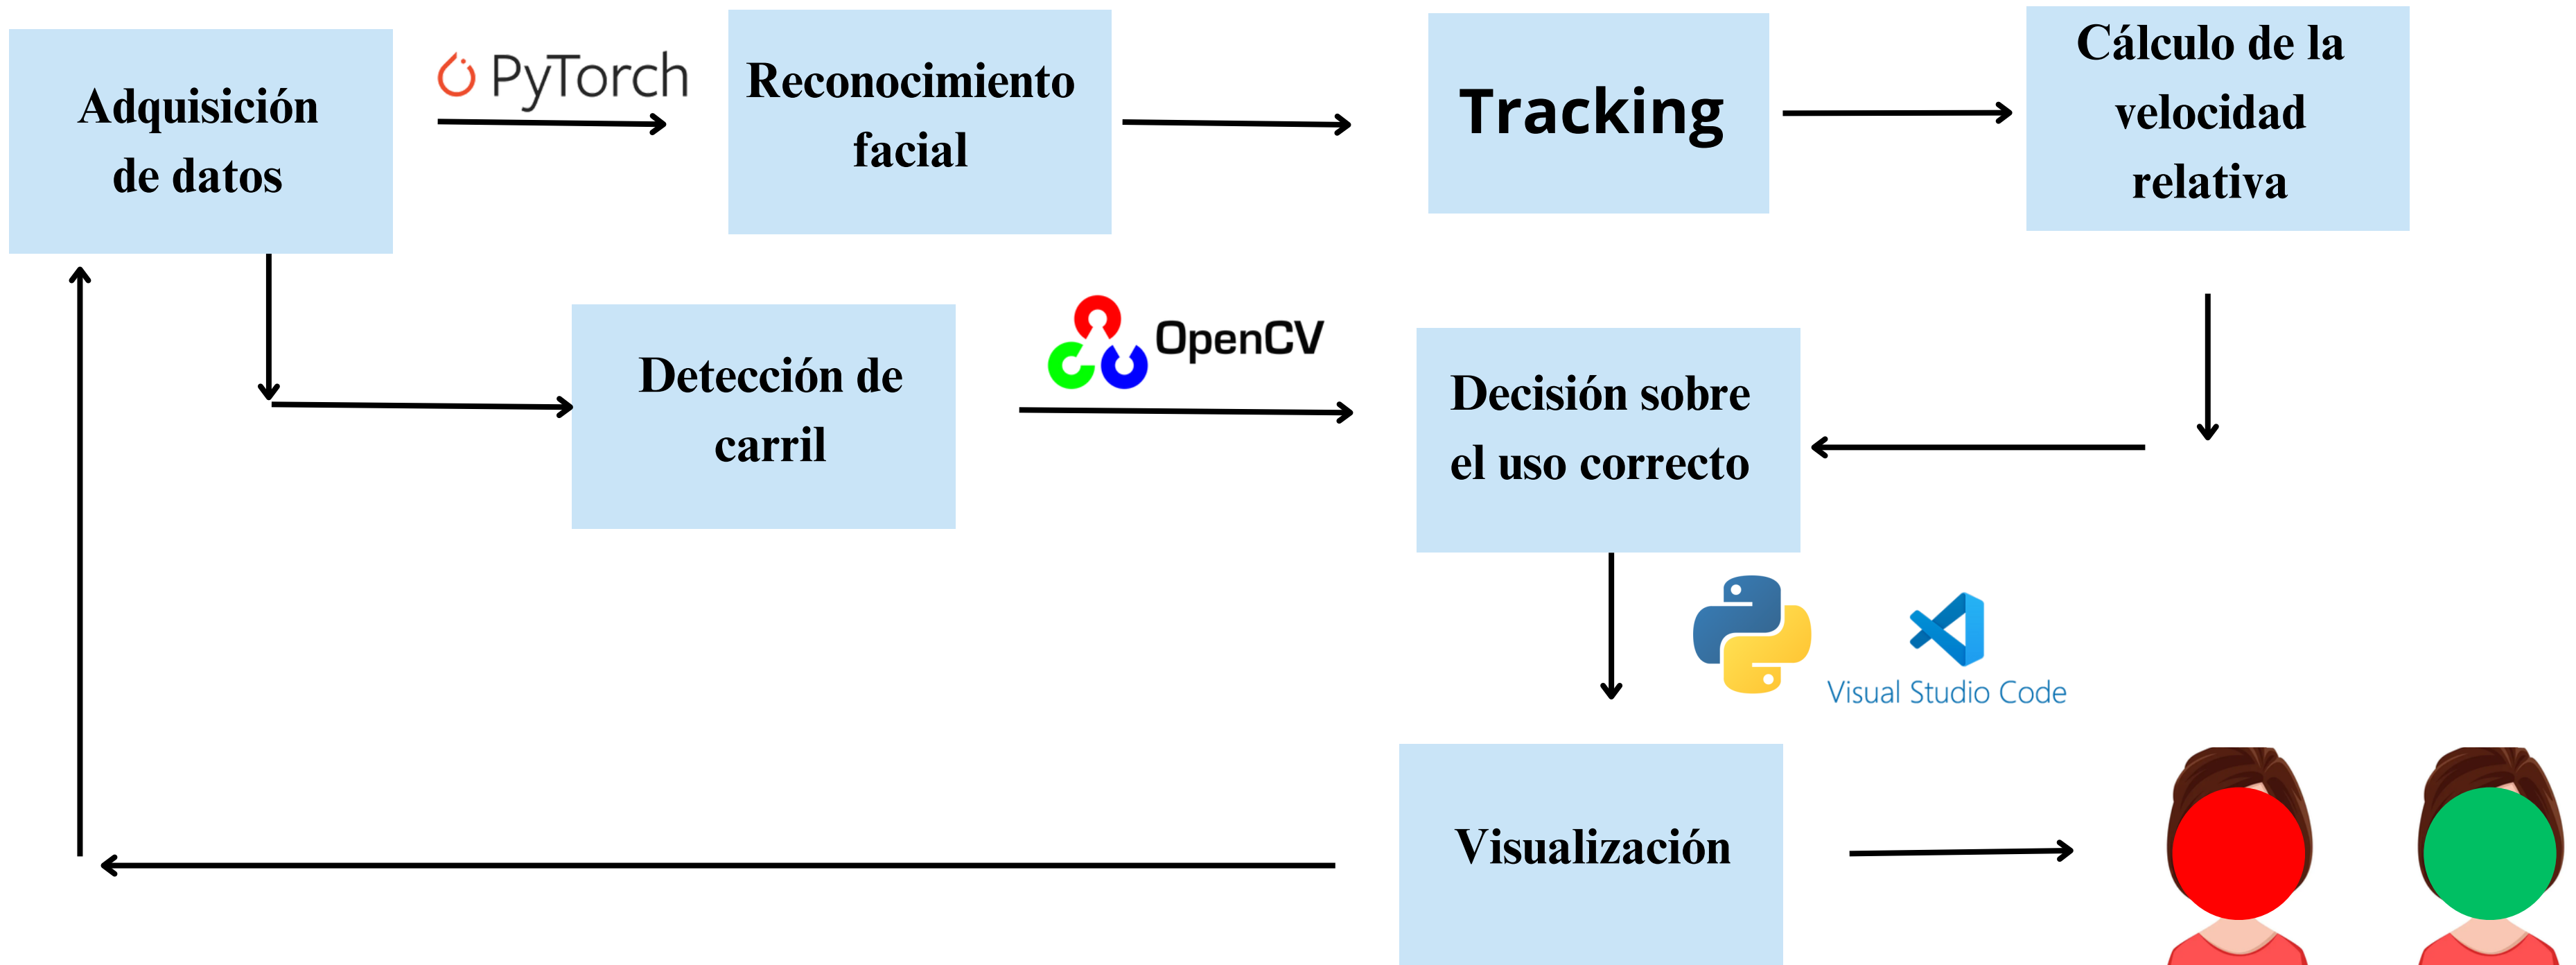 Adquisición
de datos
PyTorch
Reconocimiento
facial
Tracking
Cálculo de la
velocidad
relativa
Detección de
carril
OpenCV
Decisión sobre
el uso correcto
Visual Studio Code
Visualización